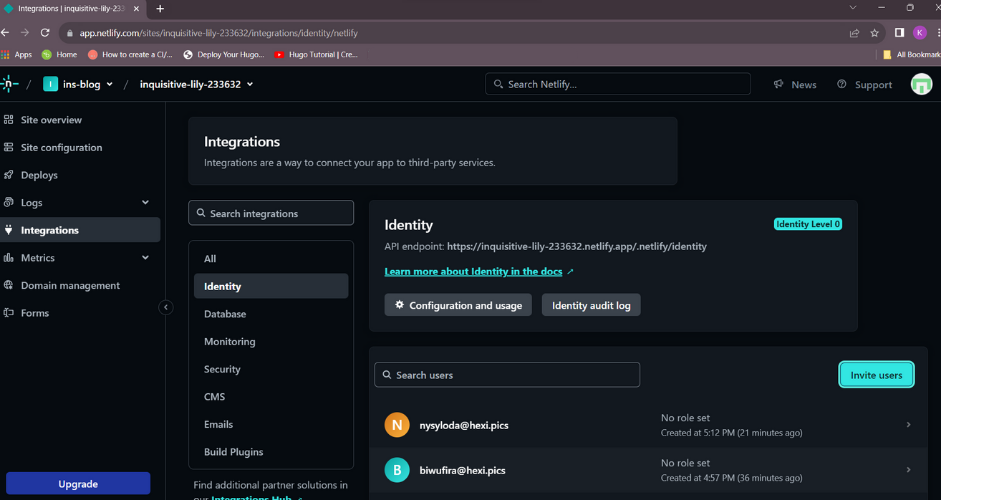 Integrations | inquisitive-lily-233
app.netlify.com/sites/inquisitive-lily-233632/integrations/identity/netlify
K
Apps Home How to create a CI/... Deploy Your Hugo... Hugo Tutorial | Cre... All Bookmark
n / I ins-blog / inquisitive-lily-233632 Search Netlify... News Support
Site overview
Site configuration
Deploys
Logs
Integrations
Metrics
Domain management
Forms
Upgrade
Integrations
Integrations are a way to connect your app to third-party services.
Search integrations
All
Identity
Database
Monitoring
Security
CMS
Emails
Build Plugins
Find additional partner solutions in
our Integrations Hub
Identity
Identity Level 0
API endpoint: https://inquisitive-lily-233632.netlify.app/.netlify/identity
Learn more about Identity in the docs
Configuration and usage Identity audit log
Search users Invite users
N nysyloda@hexi.pics
No role set
Created at 5:12 PM (21 minutes ago)
B biwufira@hexi.pics
No role set
Created at 4:57 PM (36 minutes ago)